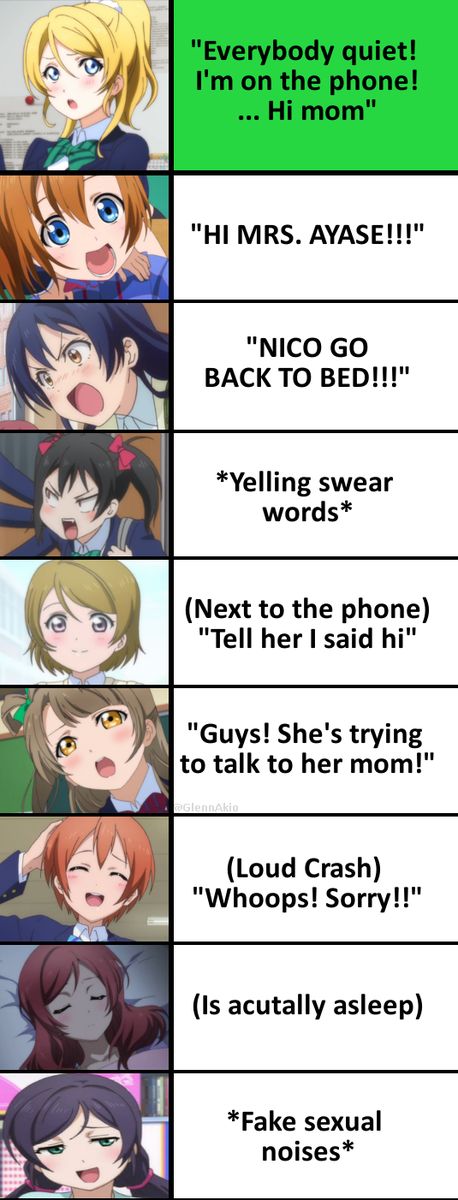 "Everybody quiet!
I'm on the phone!
... Hi mom"
"HI MRS. AYASE!!!"
"NICO GO
BACK TO BED!!!"
*Yelling swear
words*
(Next to the phone)
"Tell her I said hi"
"Guys! She's trying
to talk to her mom!"
@GlennAkio
(Loud Crash)
"Whoops! Sorry!!"
(Is acutally asleep)
*Fake sexual
noises*